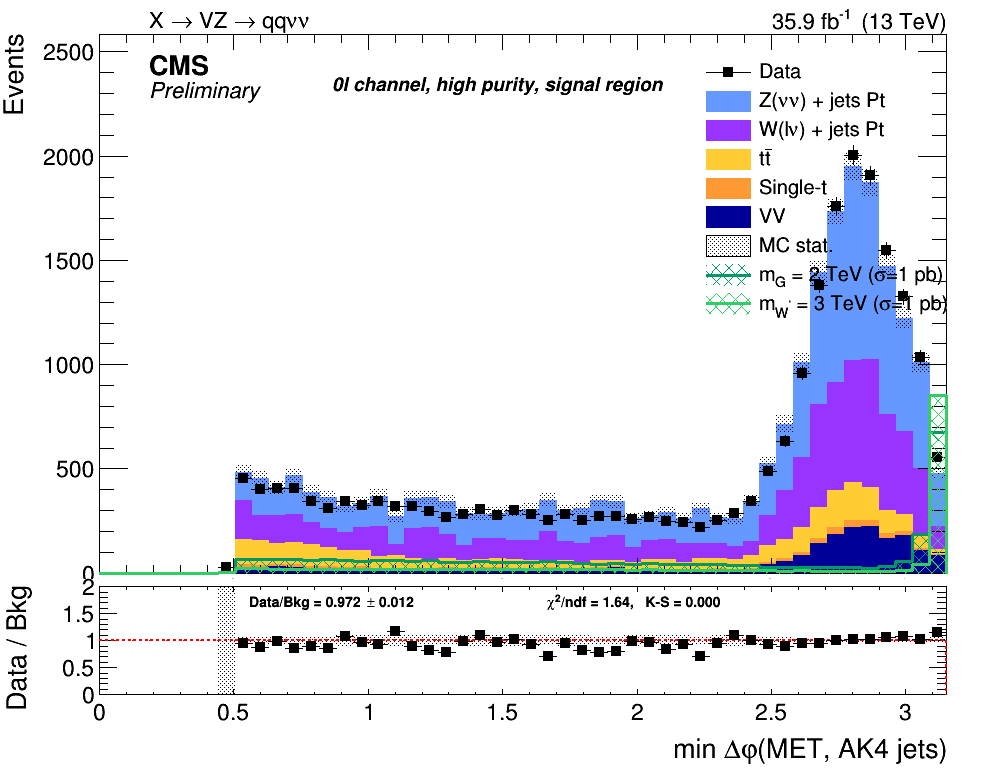 X → VZ → qqνν
35.9 fb⁻¹ (13 TeV)
Events
2500
2000
1500
1000
500
0
CMS
Preliminary
0l channel, high purity, signal region
Data
Z(νν) + jets Pt
W(lν) + jets Pt
tt̄
Single-t
VV
MC stat.
m_G = 2 TeV (σ=1 pb)
m_W' = 3 TeV (σ=1 pb)
Data / Bkg
2
1.5
1
0.5
0
Data/Bkg = 0.972 ± 0.012
χ²/ndf = 1.64, K-S = 0.000
0 0.5 1 1.5 2 2.5 3
min Δφ(MET, AK4 jets)